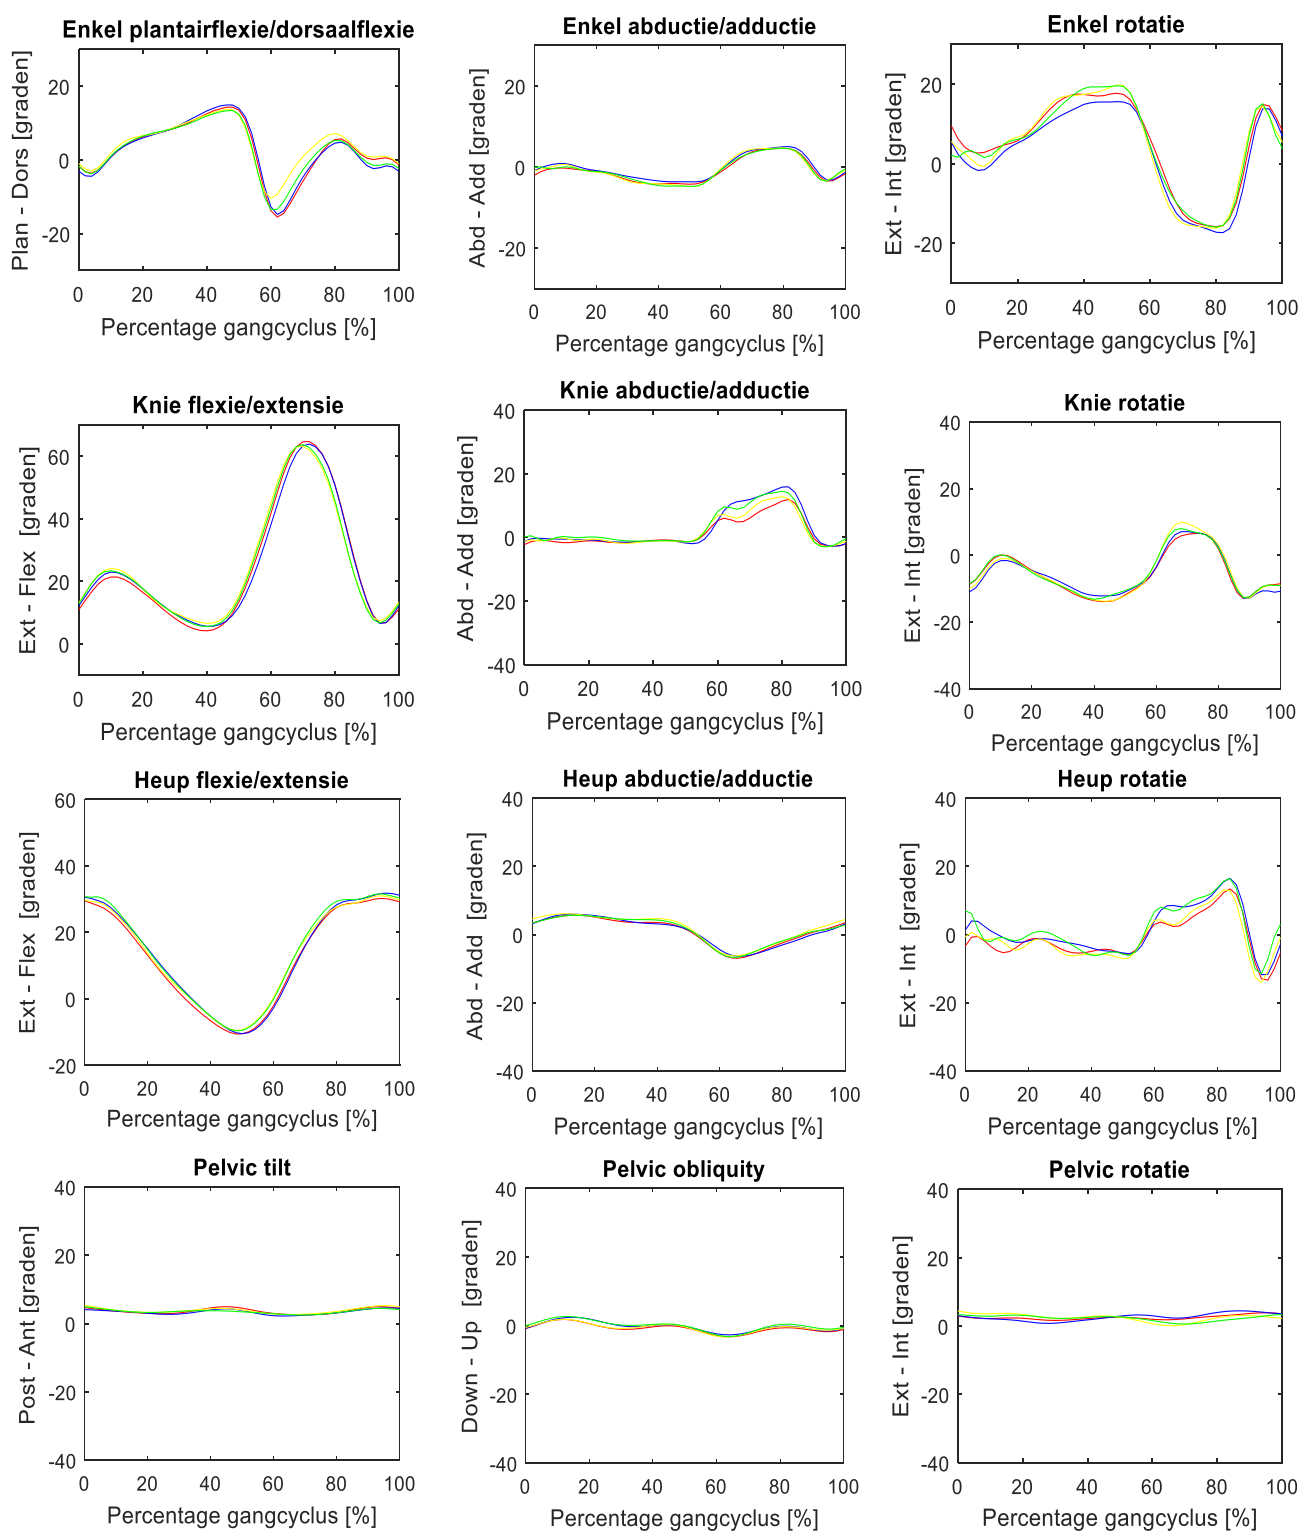 Enkel plantairflexie/dorsaalflexie
Plan - Dors [graden]
20
0
-20
0 20 40 60 80 100
Percentage gangcyclus [%]
Enkel abductie/adductie
Abd - Add [graden]
20
0
-20
0 20 40 60 80 100
Percentage gangcyclus [%]
Enkel rotatie
Ext - Int [graden]
20
0
-20
0 20 40 60 80 100
Percentage gangcyclus [%]
Knie flexie/extensie
Ext - Flex [graden]
60
40
20
0
0 20 40 60 80 100
Percentage gangcyclus [%]
Knie abductie/adductie
Abd - Add [graden]
40
20
0
-20
-40
0 20 40 60 80 100
Percentage gangcyclus [%]
Knie rotatie
Ext - Int [graden]
40
20
0
-20
-40
0 20 40 60 80 100
Percentage gangcyclus [%]
Heup flexie/extensie
Ext - Flex [graden]
60
40
20
0
-20
0 20 40 60 80 100
Percentage gangcyclus [%]
Heup abductie/adductie
Abd - Add [graden]
40
20
0
-20
-40
0 20 40 60 80 100
Percentage gangcyclus [%]
Heup rotatie
Ext - Int [graden]
40
20
0
-20
-40
0 20 40 60 80 100
Percentage gangcyclus [%]
Pelvic tilt
Post - Ant [graden]
40
20
0
-20
-40
0 20 40 60 80 100
Percentage gangcyclus [%]
Pelvic obliquity
Down - Up [graden]
40
20
0
-20
-40
0 20 40 60 80 100
Percentage gangcyclus [%]
Pelvic rotatie
Ext - Int [graden]
40
20
0
-20
-40
0 20 40 60 80 100
Percentage gangcyclus [%]